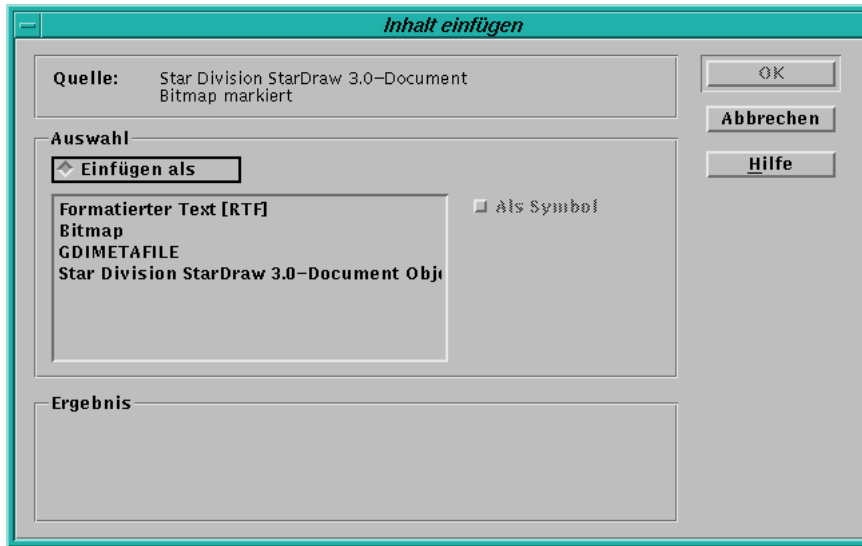 Inhalt einfügen
Quelle: Star Division StarDraw 3.0-Document
Bitmap markiert
OK
Abbrechen
Hilfe
Auswahl
Einfügen als
Formatierter Text [RTF]
Bitmap
GDIMETAFILE
Star Division StarDraw 3.0-Document Obje
Als Symbol
Ergebnis